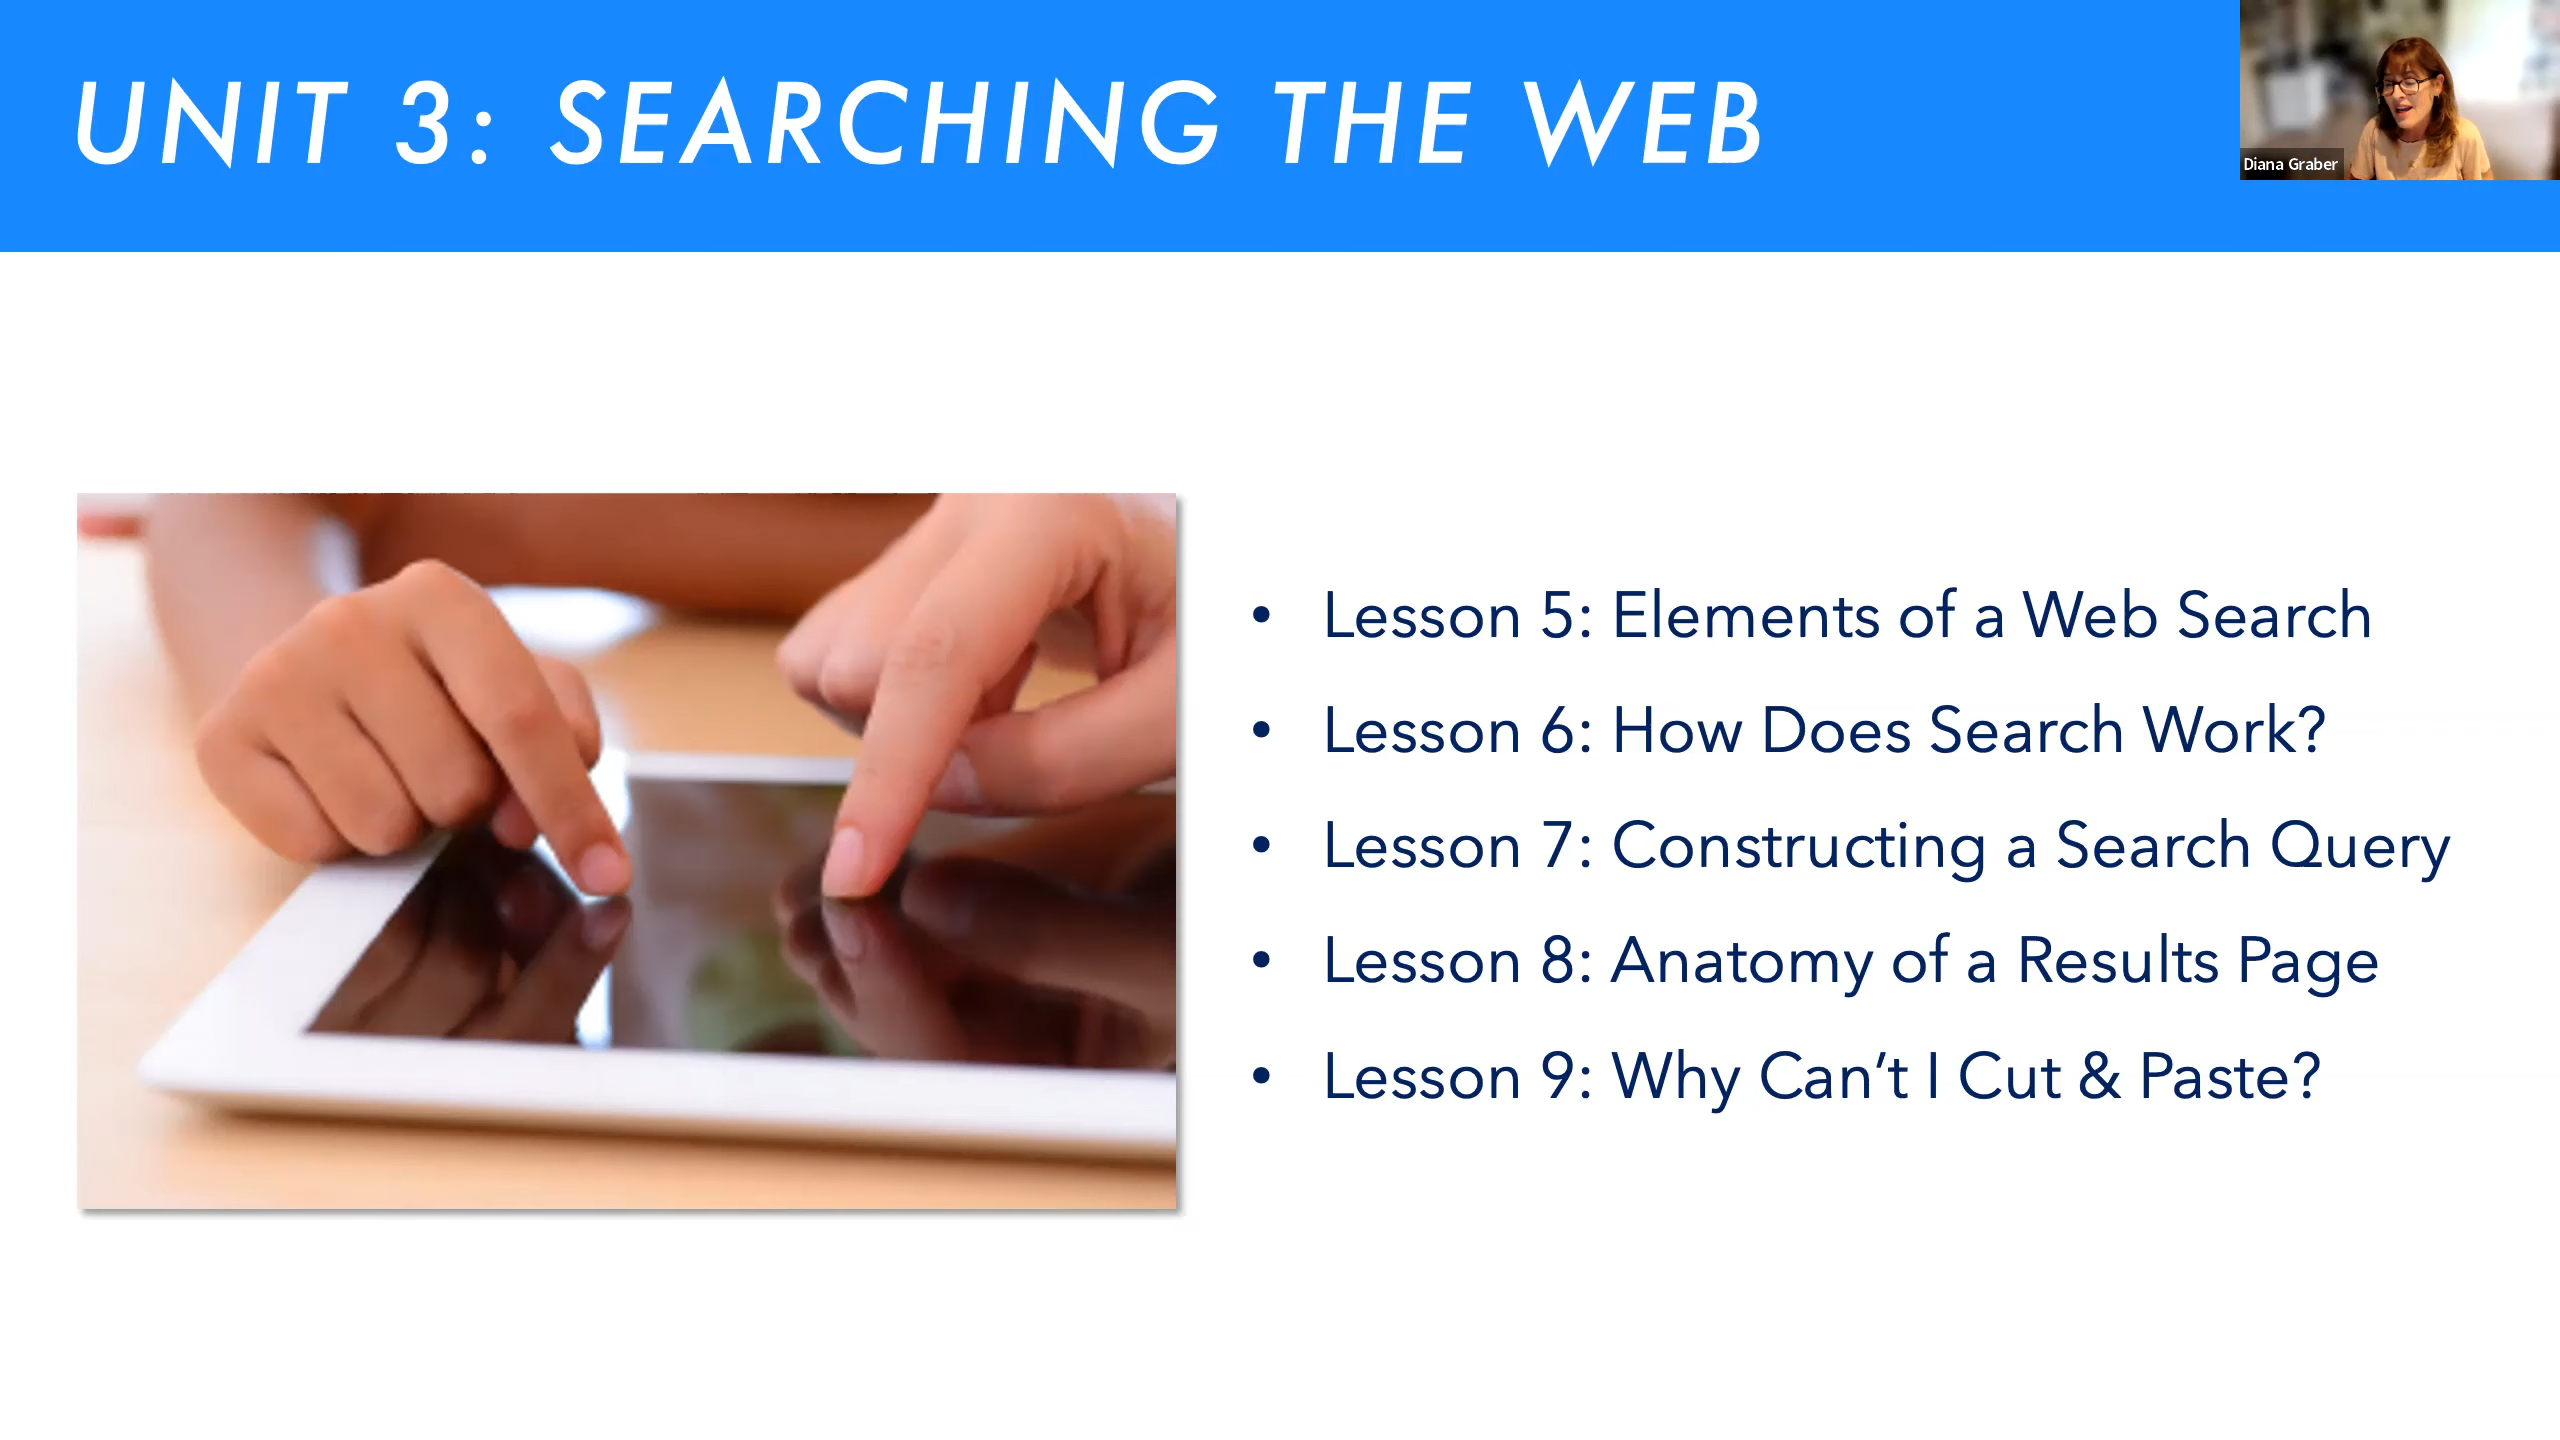 UNIT 3: SEARCHING THE WEB
Diana Graber
• Lesson 5: Elements of a Web Search
• Lesson 6: How Does Search Work?
• Lesson 7: Constructing a Search Query
• Lesson 8: Anatomy of a Results Page
• Lesson 9: Why Can’t I Cut & Paste?